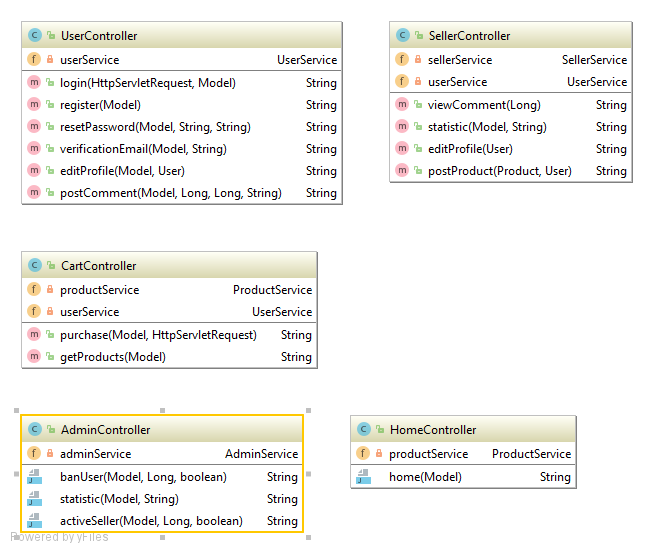 UserController
userService UserService
login(HttpServletRequest, Model) String
register(Model) String
resetPassword(Model, String, String) String
verificationEmail(Model, String) String
editProfile(Model, User) String
postComment(Model, Long, Long, String) String
SellerController
sellerService SellerService
userService UserService
viewComment(Long) String
statistic(Model, String) String
editProfile(User) String
postProduct(Product, User) String
CartController
productService ProductService
userService UserService
purchase(Model, HttpServletRequest) String
getProducts(Model) String
AdminController
adminService AdminService
banUser(Model, Long, boolean) String
statistic(Model, String) String
activeSeller(Model, Long, boolean) String
HomeController
productService ProductService
home(Model) String
Powered by yFiles